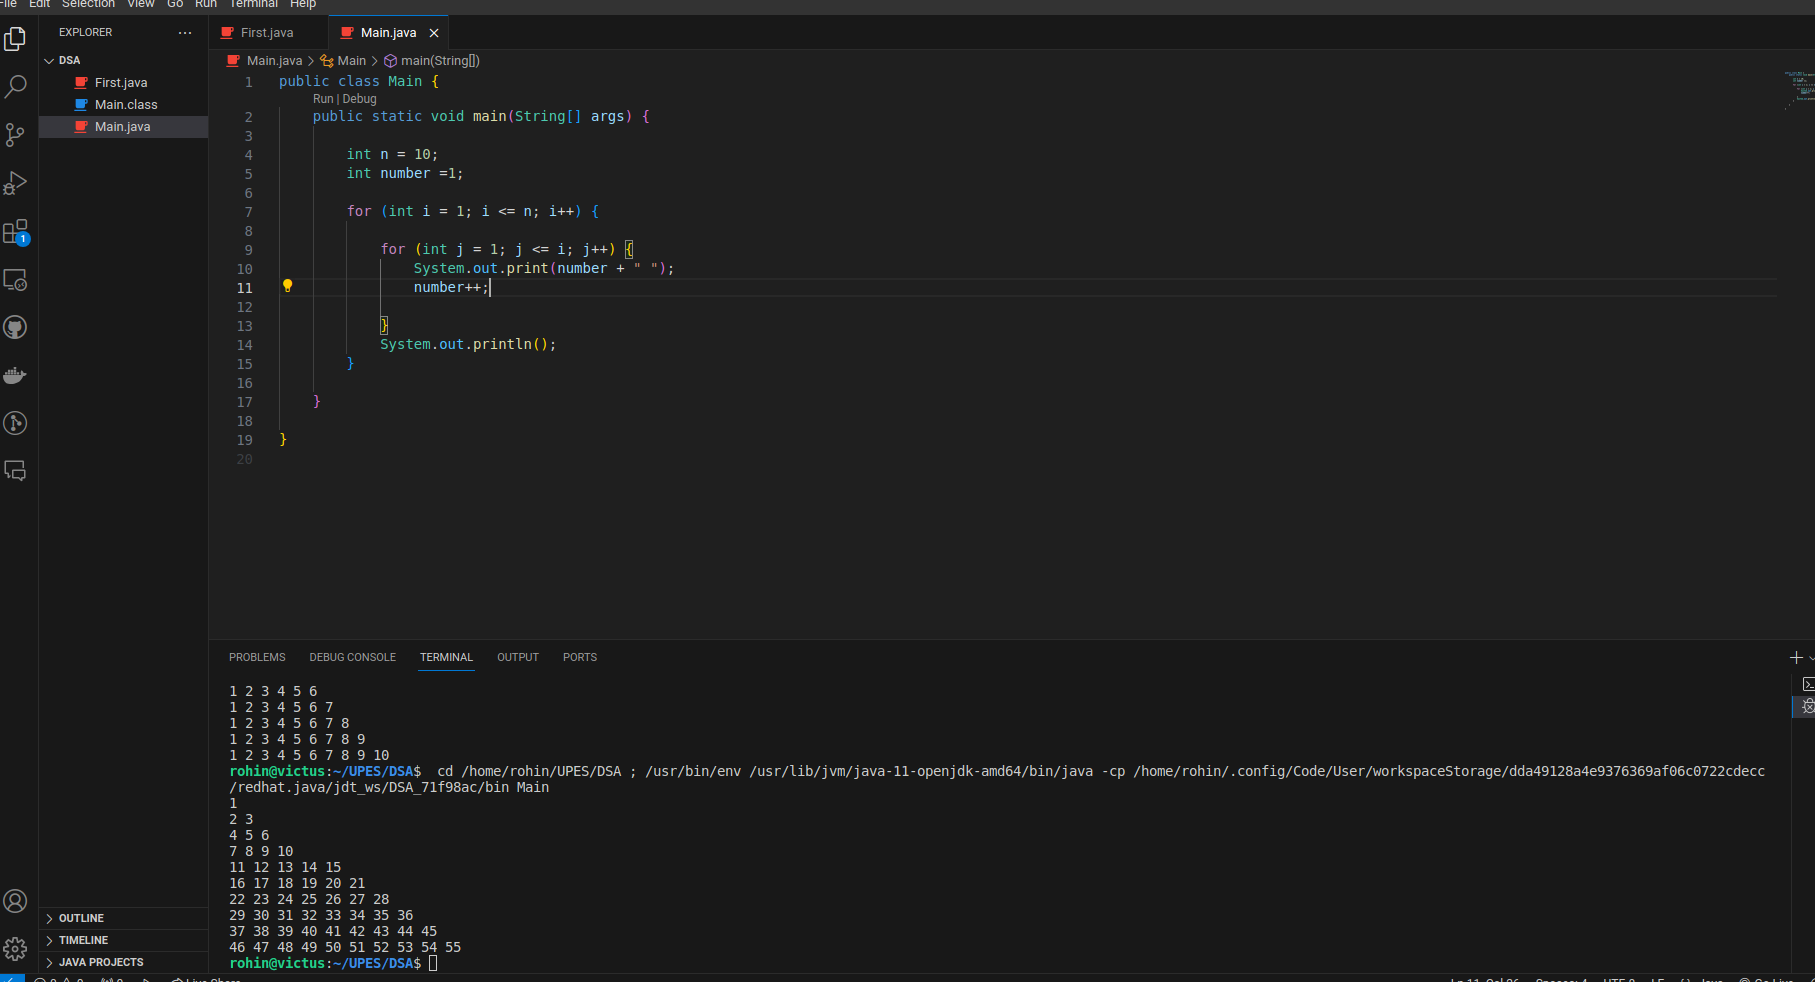 File Edit Selection View Go Run Terminal Help
EXPLORER ···
DSA
First.java
Main.class
Main.java
1
First.java Main.java
Main.java > Main > main(String[])
1 public class Main {
Run | Debug
2 public static void main(String[] args) {
3
4 int n = 10;
5 int number =1;
6
7 for (int i = 1; i <= n; i++) {
8
9 for (int j = 1; j <= i; j++) {
10 System.out.print(number + " ");
11 number++;
12
13 }
14 System.out.println();
15 }
16
17 }
18
19 }
20
PROBLEMS DEBUG CONSOLE TERMINAL OUTPUT PORTS
1 2 3 4 5 6
1 2 3 4 5 6 7
1 2 3 4 5 6 7 8
1 2 3 4 5 6 7 8 9
1 2 3 4 5 6 7 8 9 10
rohin@victus:~/UPES/DSA$ cd /home/rohin/UPES/DSA ; /usr/bin/env /usr/lib/jvm/java-11-openjdk-amd64/bin/java -cp /home/rohin/.config/Code/User/workspaceStorage/dda49128a4e9376369af06c0722cdecc
/redhat.java/jdt_ws/DSA_71f98ac/bin Main
1
2 3
4 5 6
7 8 9 10
11 12 13 14 15
16 17 18 19 20 21
22 23 24 25 26 27 28
29 30 31 32 33 34 35 36
37 38 39 40 41 42 43 44 45
46 47 48 49 50 51 52 53 54 55
rohin@victus:~/UPES/DSA$
OUTLINE
TIMELINE
JAVA PROJECTS